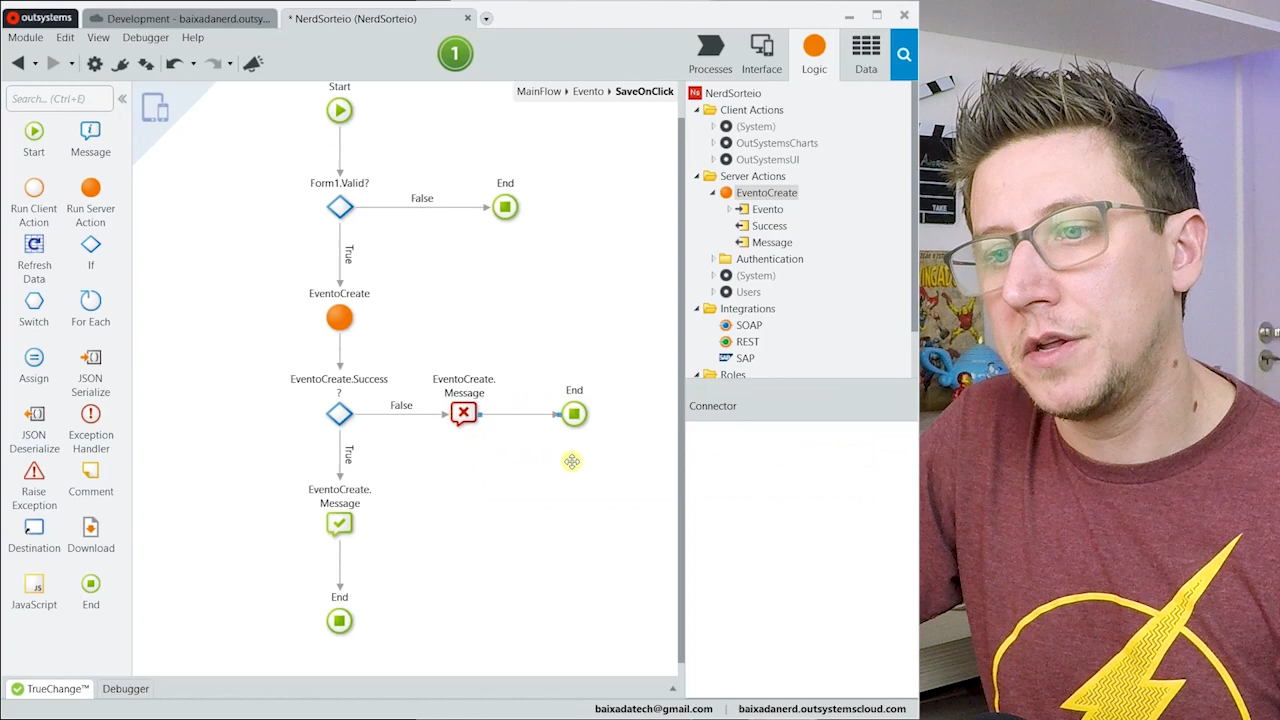 outsystems
Development - baixadanerd.outsy...
* NerdSorteio (NerdSorteio)
Module
Edit
View
Debugger
Help
1
Processes
Interface
Logic
Data
Search... (Ctrl+E)
MainFlow
Evento
SaveOnClick
Start
Message
Run Client Action
Run Server Action
Refresh Data
If
Switch
For Each
Assign
JSON Serialize
JSON Deserialize
Exception Handler
Raise Exception
Comment
Destination
Download
JavaScript
End
Start
Form1.Valid?
False
End
True
EventoCreate
EventoCreate.Success
?
False
EventoCreate.
Message
End
True
EventoCreate.
Message
End
Ns NerdSorteio
Client Actions
(System)
OutSystemsCharts
OutSystemsUI
Server Actions
EventoCreate
Evento
Success
Message
Authentication
(System)
Users
Integrations
SOAP
REST
SAP
Roles
Connector
TrueChange™
Debugger
baixadatech@gmail.com
baixadanerd.outsystemscloud.com
TAKE